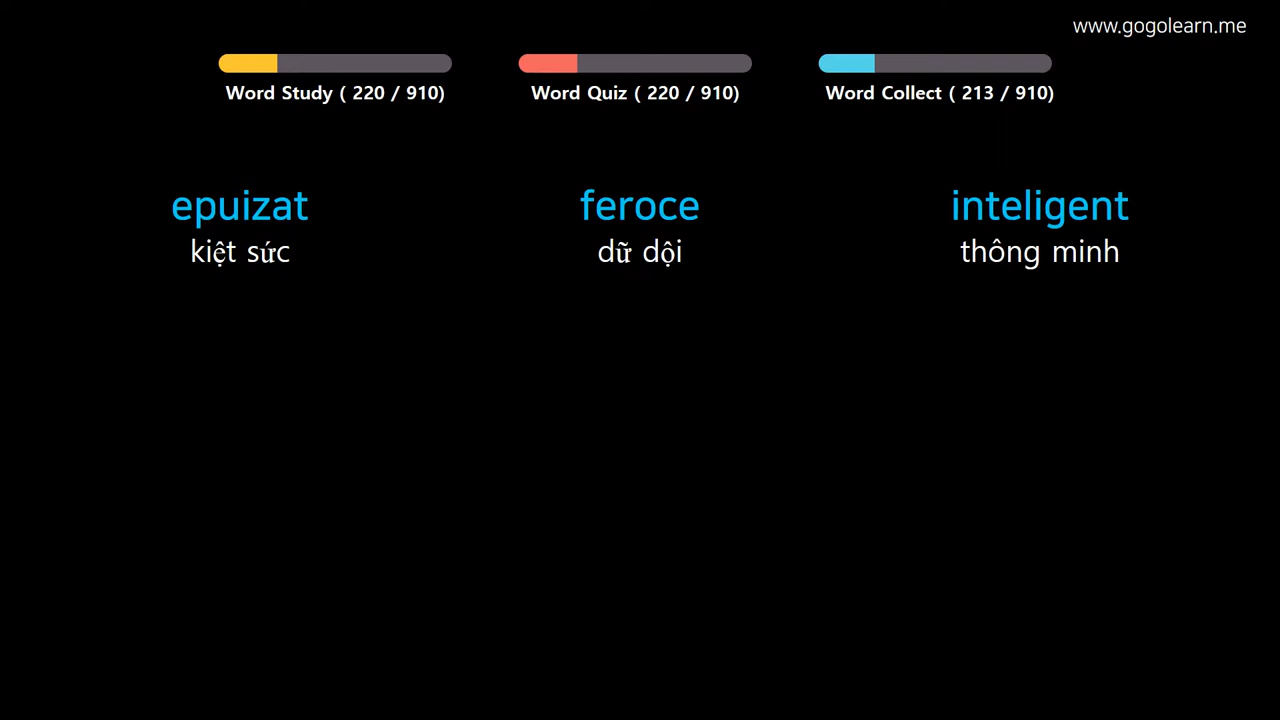 www.gogolearn.me
Word Study ( 220 / 910)
Word Quiz ( 220 / 910)
Word Collect ( 213 / 910)
epuizat
kiệt sức
feroce
dữ dội
inteligent
thông minh